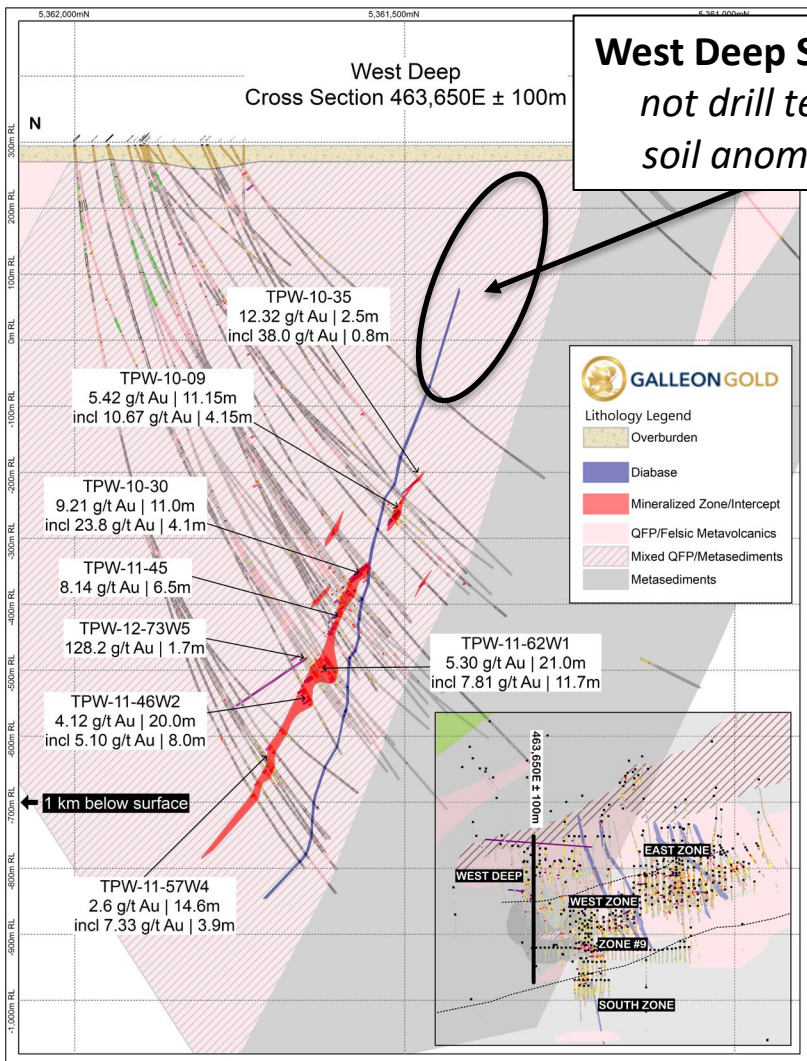 5,362,000mN
5,361,500mN
5,361,000mN
West Deep
Cross Section 463,650E ± 100m
West Deep S
not drill te
soil anom
N
300m RL
200m RL
100m RL
0m RL
-100m RL
-200m RL
-300m RL
-400m RL
-500m RL
-600m RL
-700m RL
-800m RL
-900m RL
-1,000m RL
TPW-10-35
12.32 g/t Au | 2.5m
incl 38.0 g/t Au | 0.8m
TPW-10-09
5.42 g/t Au | 11.15m
incl 10.67 g/t Au | 4.15m
TPW-10-30
9.21 g/t Au | 11.0m
incl 23.8 g/t Au | 4.1m
TPW-11-45
8.14 g/t Au | 6.5m
TPW-12-73W5
128.2 g/t Au | 1.7m
TPW-11-62W1
5.30 g/t Au | 21.0m
incl 7.81 g/t Au | 11.7m
TPW-11-46W2
4.12 g/t Au | 20.0m
incl 5.10 g/t Au | 8.0m
1 km below surface
TPW-11-57W4
2.6 g/t Au | 14.6m
incl 7.33 g/t Au | 3.9m
GALLEON GOLD
Lithology Legend
Overburden
Diabase
Mineralized Zone/Intercept
QFP/Felsic Metavolcanics
Mixed QFP/Metasediments
Metasediments
463,650E ± 100m
EAST ZONE
WEST DEEP
WEST ZONE
ZONE #9
SOUTH ZONE